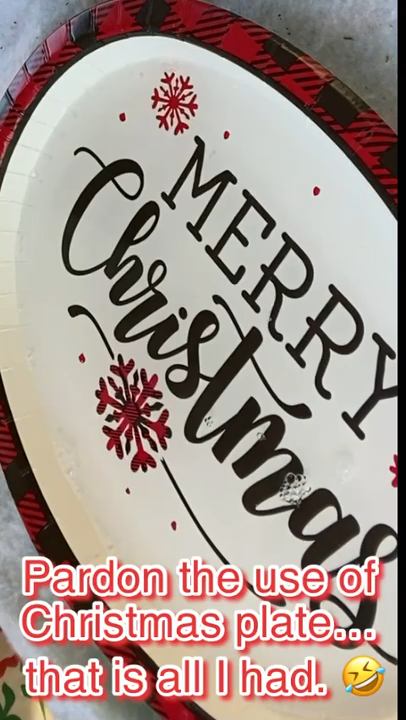 MERRY
Christmas
Pardon the use of
Christmas plate...
that is all I had. 🤣